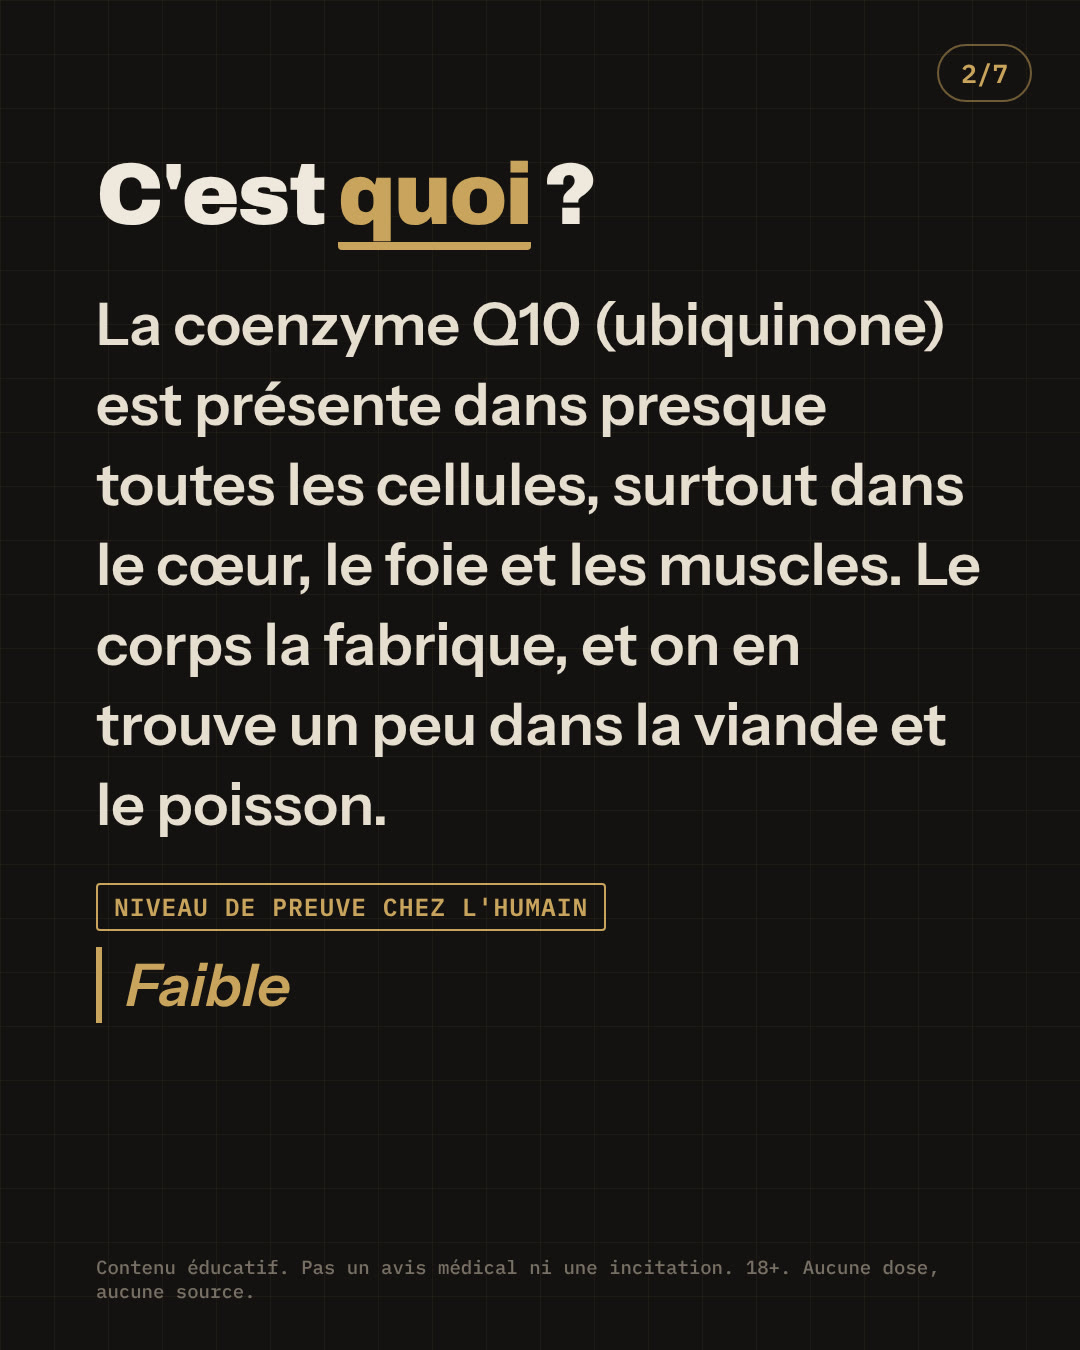 2/7
C'est quoi ?
La coenzyme Q10 (ubiquinone)
est présente dans presque
toutes les cellules, surtout dans
le cœur, le foie et les muscles. Le
corps la fabrique, et on en
trouve un peu dans la viande et
le poisson.
NIVEAU DE PREUVE CHEZ L'HUMAIN
Faible
Contenu éducatif. Pas un avis médical ni une incitation. 18+. Aucune dose,
aucune source.